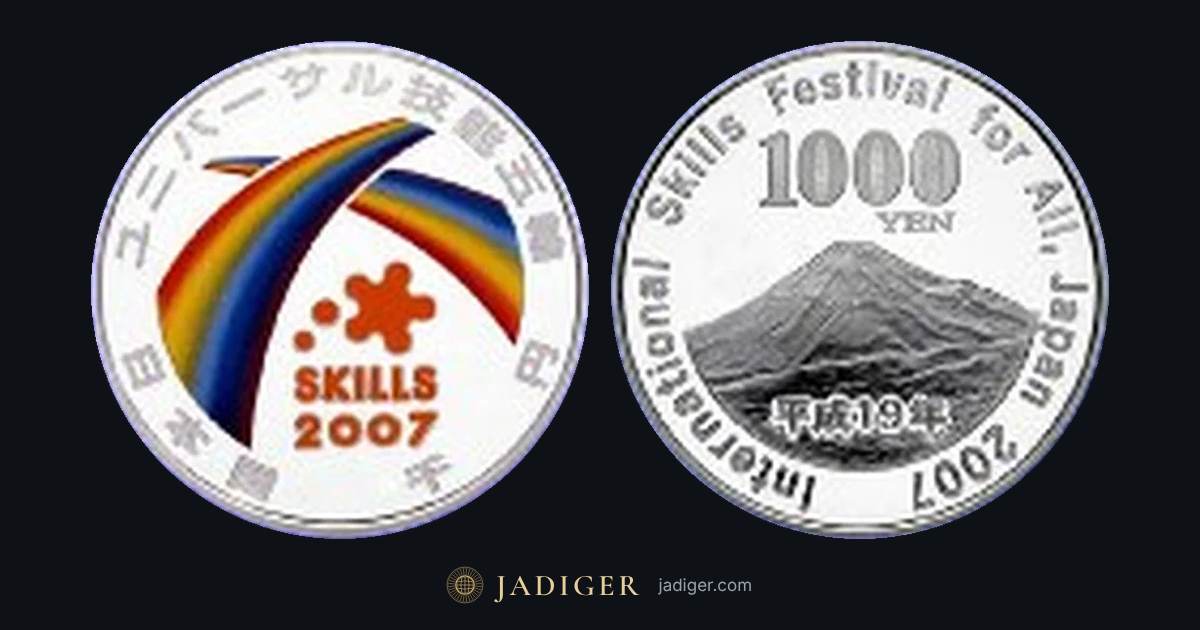 ユニバーサル技能五輪
SKILLS
2007
日本国
千円
International Skills Festival for All, Japan 2007
1000
YEN
平成19年
JADIGER
jadiger.com